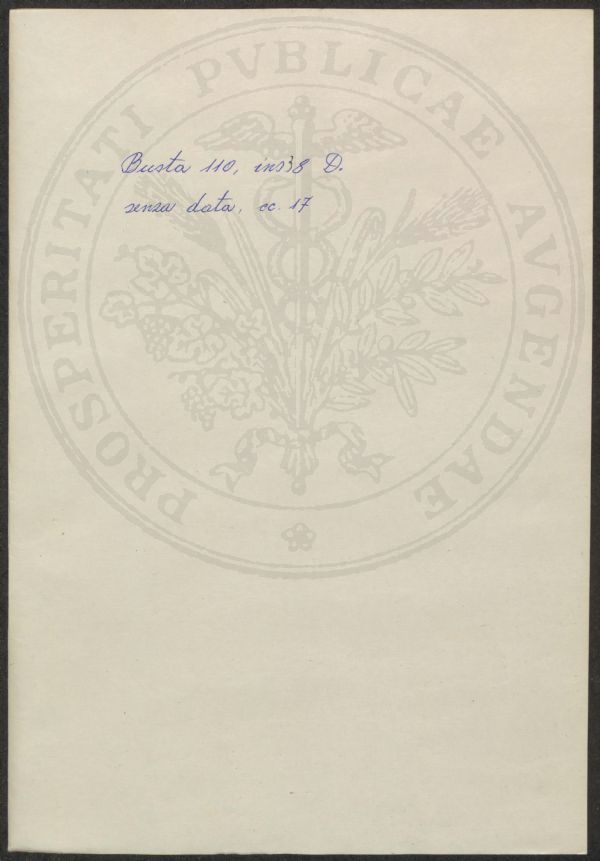 PROSPERITATI PVBLICAE AVGENDAE
Busta 110, ins 38 D.
senza data, cc. 17